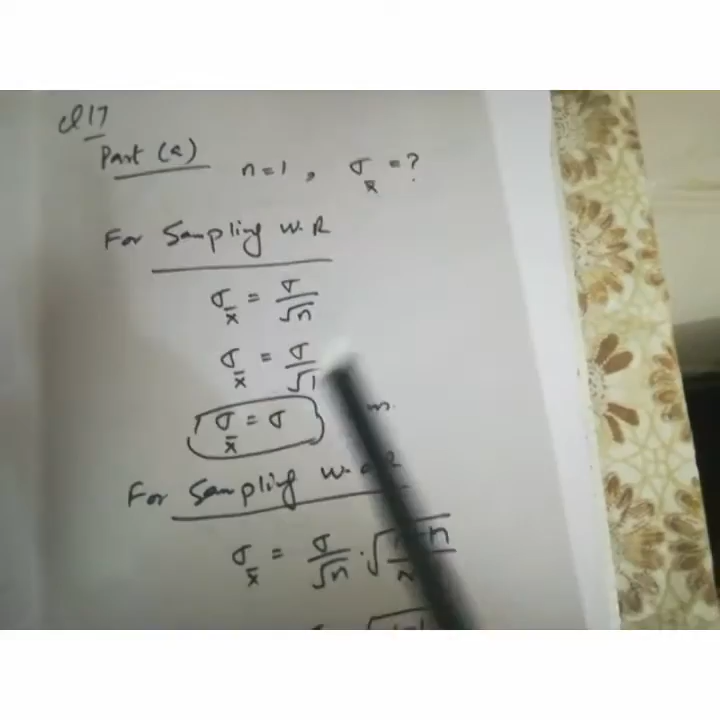 Q17
Part (a)
n=1, σx̄ = ?
For Sampling W.R
σx̄ = σ/√n
σx̄ = σ/√1
σx̄ = σ
For Sampling
σx̄ = σ/√n